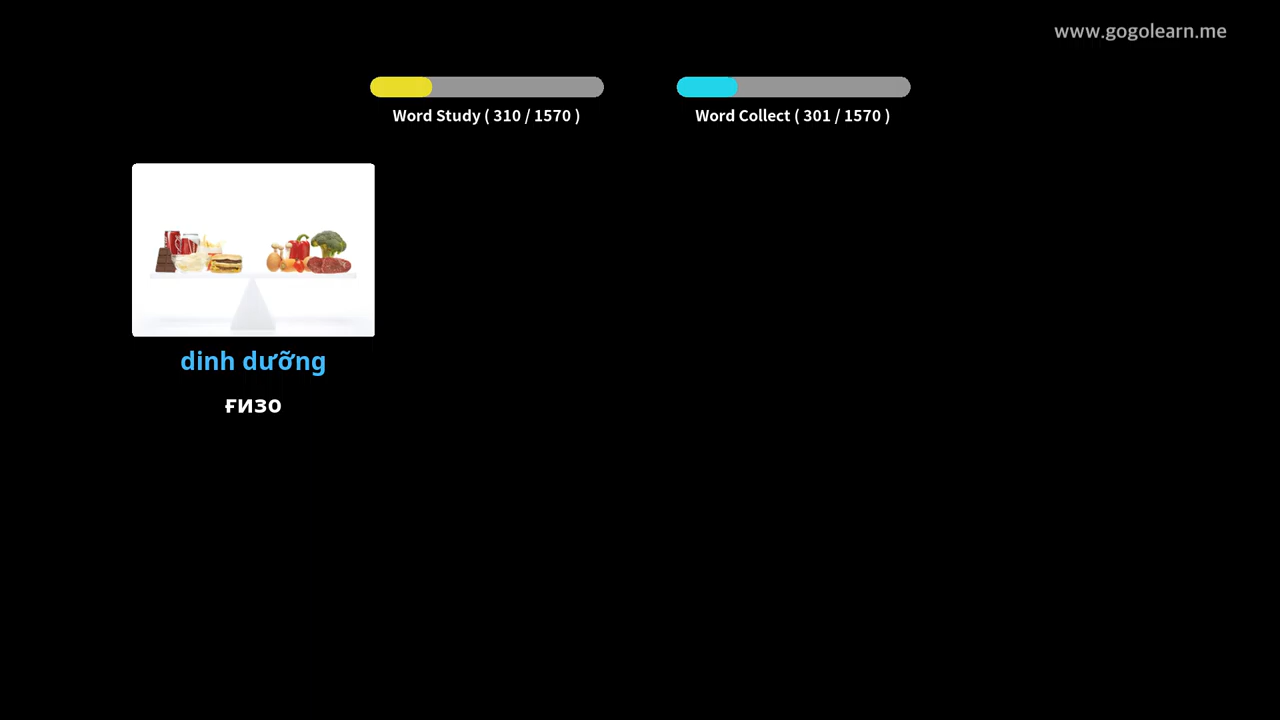 www.gogolearn.me
Word Study ( 310 / 1570 )
Word Collect ( 301 / 1570 )
dinh dưỡng
ғизо